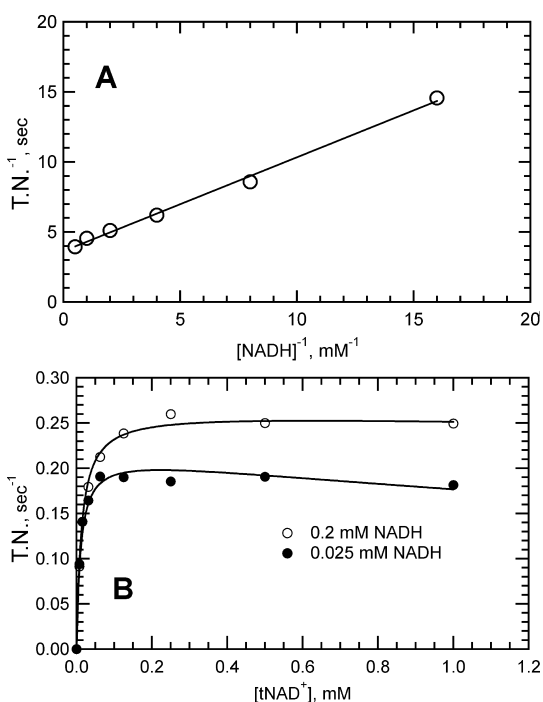 20
15
10
5
0
T.N.⁻¹, sec
A
0 5 10 15 20
[NADH]⁻¹, mM⁻¹
0.30
0.25
0.20
0.15
0.10
0.05
0.00
T.N., sec⁻¹
0.2 mM NADH
0.025 mM NADH
B
0.0 0.2 0.4 0.6 0.8 1.0 1.2
[tNAD⁺], mM